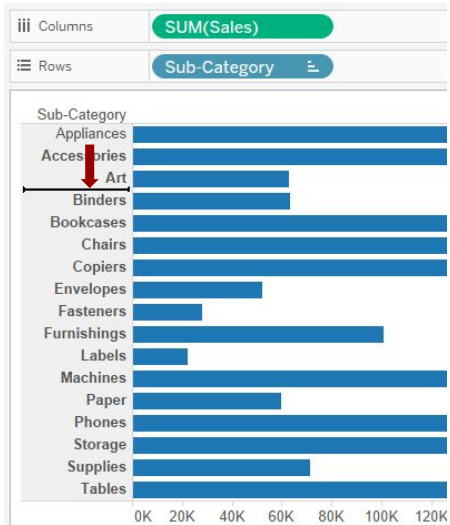 Columns SUM(Sales)
Rows Sub-Category
Sub-Category
Appliances
Accessories
Art
Binders
Bookcases
Chairs
Copiers
Envelopes
Fasteners
Furnishings
Labels
Machines
Paper
Phones
Storage
Supplies
Tables
0K 20K 40K 60K 80K 100K 120K